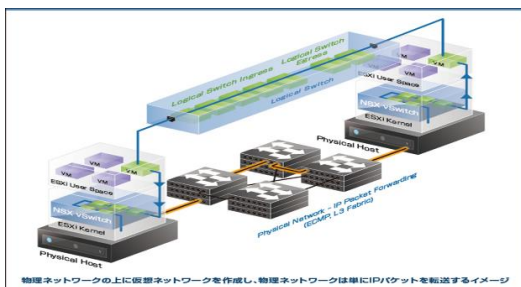 Logical Switch Ingress
Logical Switch Egress
Logical Switch
VM
VM
VM
VM
ESXi User Space
NSX vSwitch
ESXi Kernel
Physical Host
VM
VM
VM
VM
ESXi User Space
NSX-vSwitch
ESXi Kernel
Physical Host
Physical Network - IP Packet Forwarding
(ECMP, L3 Fabric)
物理ネットワークの上に仮想ネットワークを作成し、物理ネットワークは単にIPパケットを転送するイメージ